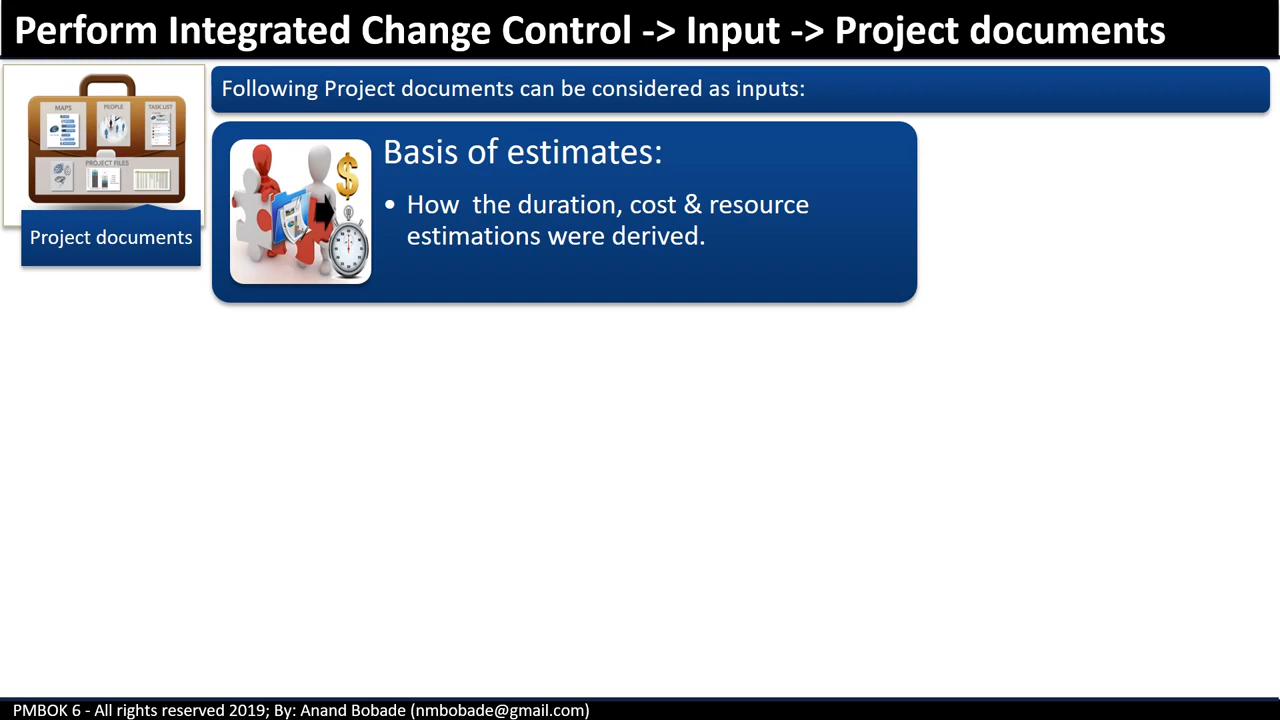 Perform Integrated Change Control -> Input -> Project documents
MAPS
PEOPLE
TASK LIST
PROJECT FILES
Project documents
Following Project documents can be considered as inputs:
Basis of estimates:
• How  the duration, cost & resource
estimations were derived.
$
PMBOK 6 - All rights reserved 2019; By: Anand Bobade (nmbobade@gmail.com)